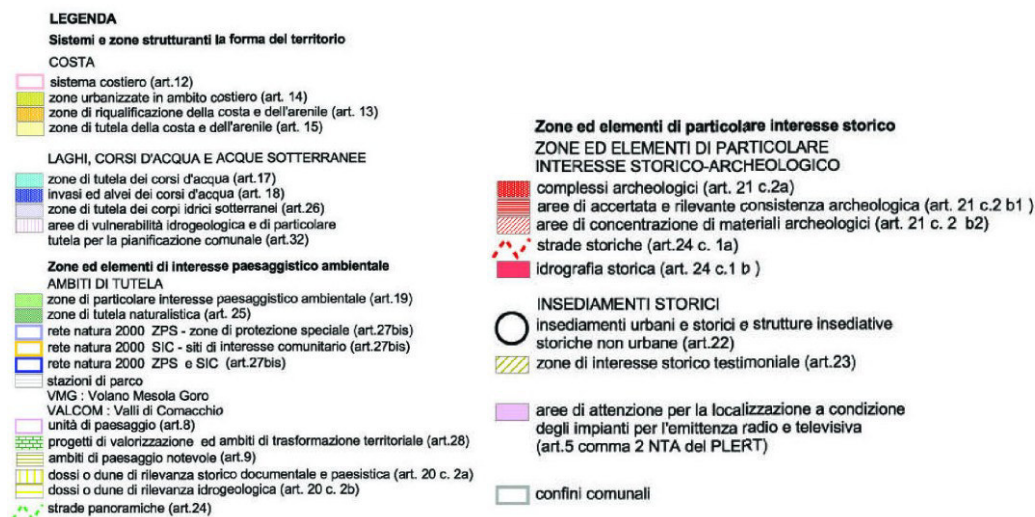 LEGENDA
Sistemi e zone strutturanti la forma del territorio
COSTA
sistema costiero (art.12)
zone urbanizzate in ambito costiero (art. 14)
zone di riqualificazione della costa e dell'arenile (art. 13)
zone di tutela della costa e dell'arenile (art. 15)
LAGHI, CORSI D'ACQUA E ACQUE SOTTERRANEE
zone di tutela dei corsi d'acqua (art.17)
invasi ed alvei dei corsi d'acqua (art. 18)
zone di tutela dei corpi idrici sotterranei (art.26)
aree di vulnerabilità idrogeologica e di particolare
tutela per la pianificazione comunale (art.32)
Zone ed elementi di interesse paesaggistico ambientale
AMBITI DI TUTELA
zone di particolare interesse paesaggistico ambientale (art.19)
zone di tutela naturalistica (art. 25)
rete natura 2000 ZPS - zone di protezione speciale (art.27bis)
rete natura 2000 SIC - siti di interesse comunitario (art.27bis)
rete natura 2000 ZPS e SIC (art.27bis)
stazioni di parco
VMG : Volano Mesola Goro
VALCOM : Valli di Comacchio
unità di paesaggio (art.8)
progetti di valorizzazione ed ambiti di trasformazione territoriale (art.28)
ambiti di paesaggio notevole (art.9)
dossi o dune di rilevanza storico documentale e paesistica (art. 20 c. 2a)
dossi o dune di rilevanza idrogeologica (art. 20 c. 2b)
strade panoramiche (art.24)
Zone ed elementi di particolare interesse storico
ZONE ED ELEMENTI DI PARTICOLARE
INTERESSE STORICO-ARCHEOLOGICO
complessi archeologici (art. 21 c.2a)
aree di accertata e rilevante consistenza archeologica (art. 21 c.2 b1 )
aree di concentrazione di materiali archeologici (art. 21 c. 2 b2)
strade storiche (art.24 c. 1a)
idrografia storica (art. 24 c.1 b )
INSEDIAMENTI STORICI
insediamenti urbani e storici e strutture insediative
storiche non urbane (art.22)
zone di interesse storico testimoniale (art.23)
aree di attenzione per la localizzazione a condizione
degli impianti per l'emittenza radio e televisiva
(art.5 comma 2 NTA del PLERT)
confini comunali